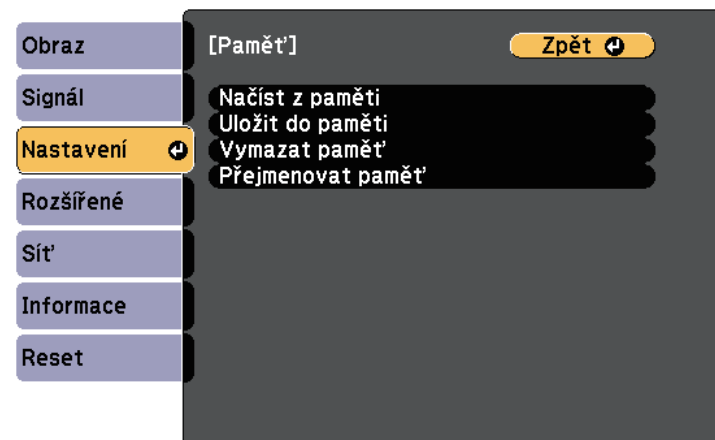 Obraz
Signál
Nastavení
Rozšířené
Síť
Informace
Reset
[Paměť]
Zpět
Načíst z paměti
Uložit do paměti
Vymazat paměť
Přejmenovat paměť